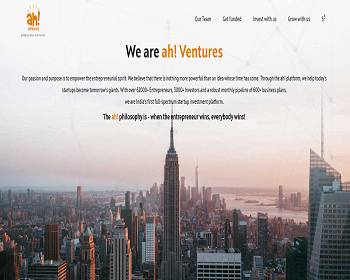 ah!
ventures
Our Team Get funded Invest with us Grow with us
We are ah! Ventures
Our passion and purpose is to empower the entrepreneurial spirit. We believe that there is nothing more powerful than an idea whose time has come. Through the ah! platform, we help today's
startups become tomorrow's giants. With over 62000+ Entrepreneurs, 5000+ Investors and a robust monthly pipeline of 600+ business plans,
we are India's first full-spectrum startup investment platform.
The ah! philosophy is - when the entrepreneur wins, everybody wins!